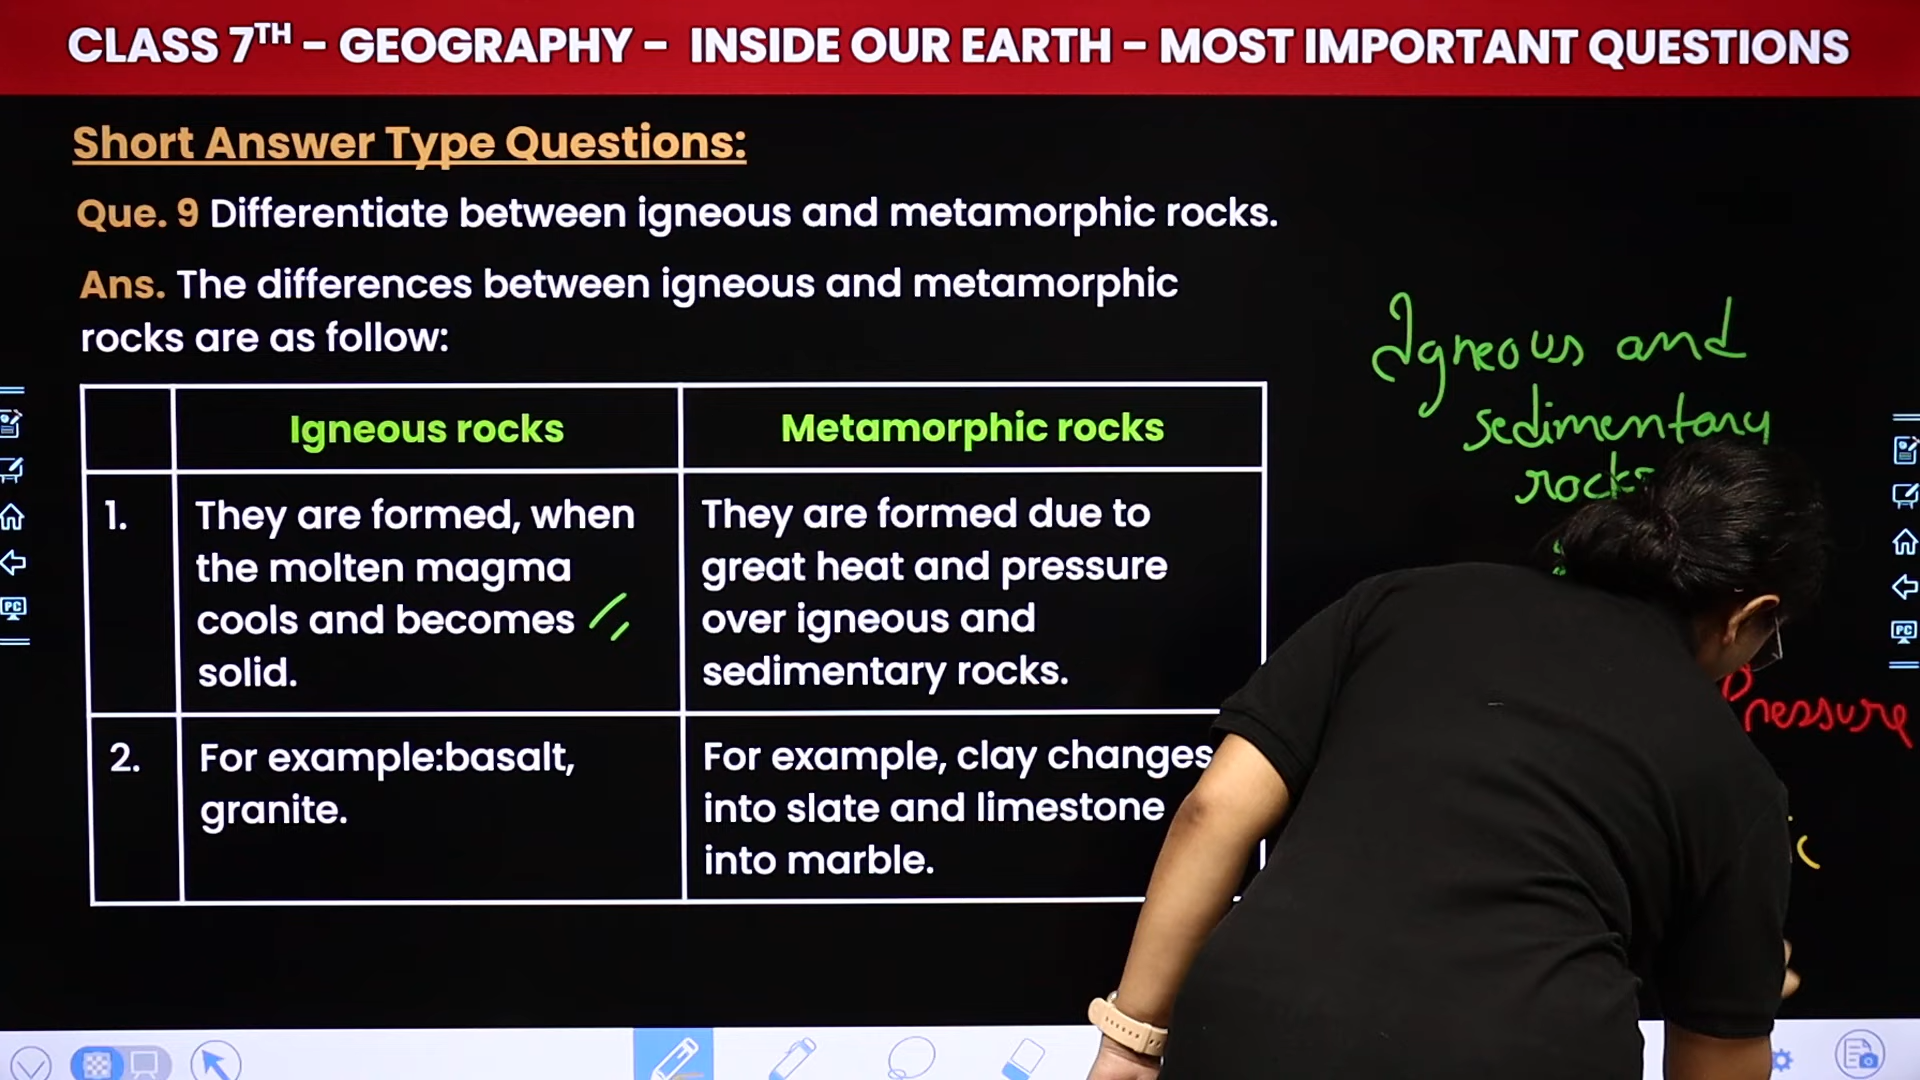 CLASS 7TH – GEOGRAPHY – INSIDE OUR EARTH – MOST IMPORTANT QUESTIONS
Short Answer Type Questions:
Que. 9 Differentiate between igneous and metamorphic rocks.
Ans. The differences between igneous and metamorphic
rocks are as follow:
Igneous rocks
Metamorphic rocks
1.
They are formed, when
the molten magma
cools and becomes
solid.
They are formed due to
great heat and pressure
over igneous and
sedimentary rocks.
2.
For example:basalt,
granite.
For example, clay changes
into slate and limestone
into marble.
Igneous and
sedimentary
rocks
Pressure
PC
PC